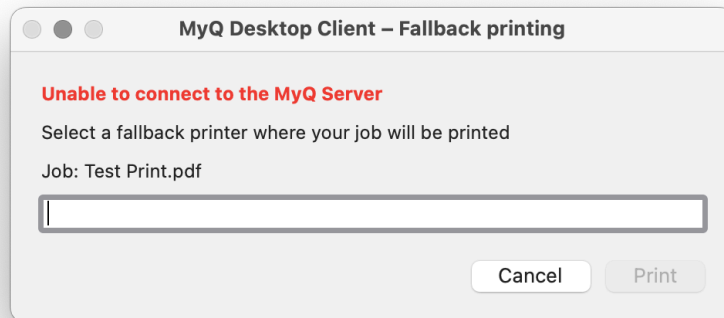 MyQ Desktop Client – Fallback printing
Unable to connect to the MyQ Server
Select a fallback printer where your job will be printed
Job: Test Print.pdf
Cancel Print